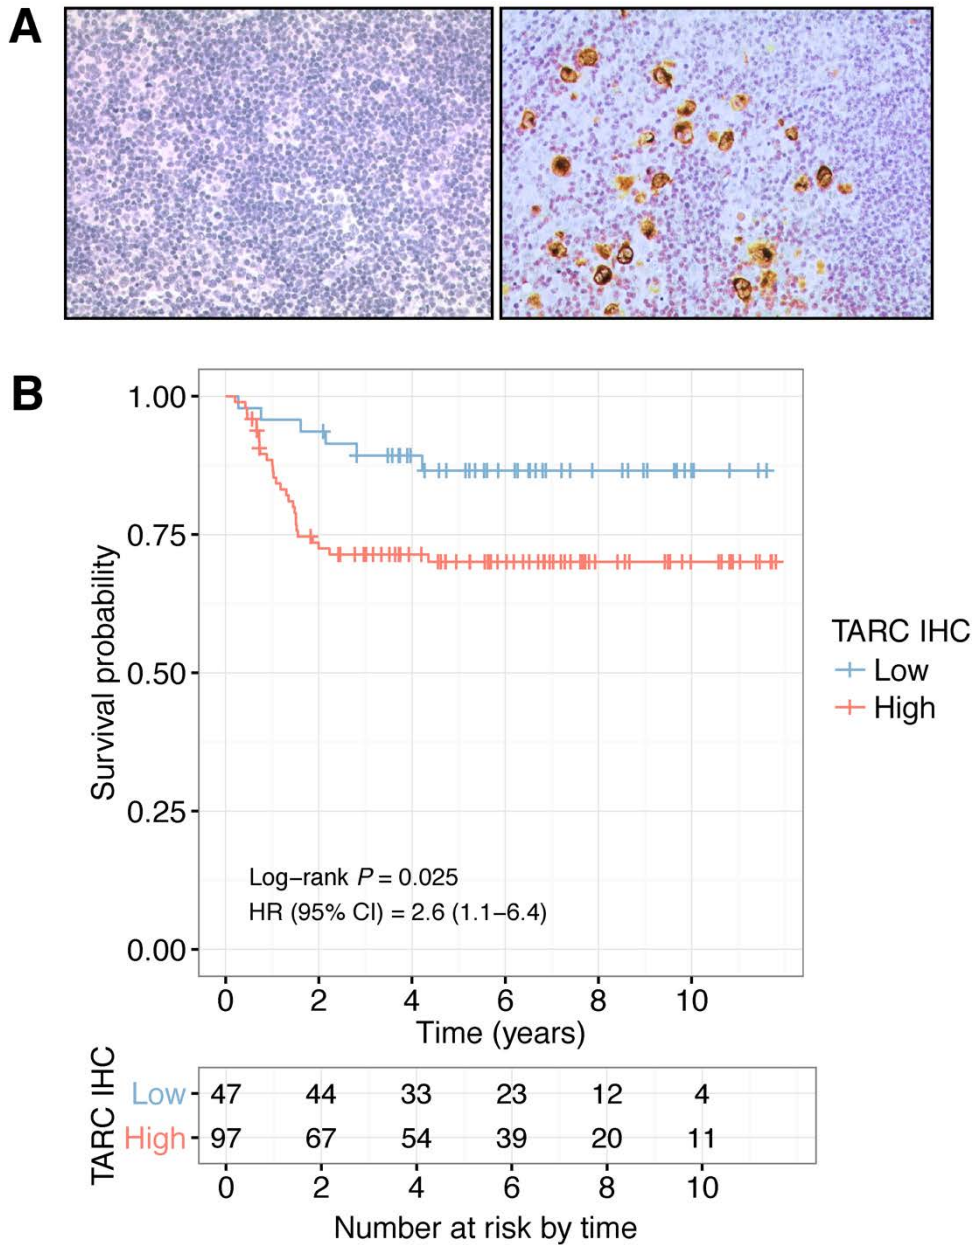 A
B
Survival probability
1.00
0.75
0.50
0.25
0.00
Log−rank P = 0.025
HR (95% CI) = 2.6 (1.1−6.4)
0 2 4 6 8 10
Time (years)
TARC IHC
Low
High
TARC IHC
Low 47 44 33 23 12 4
High 97 67 54 39 20 11
0 2 4 6 8 10
Number at risk by time